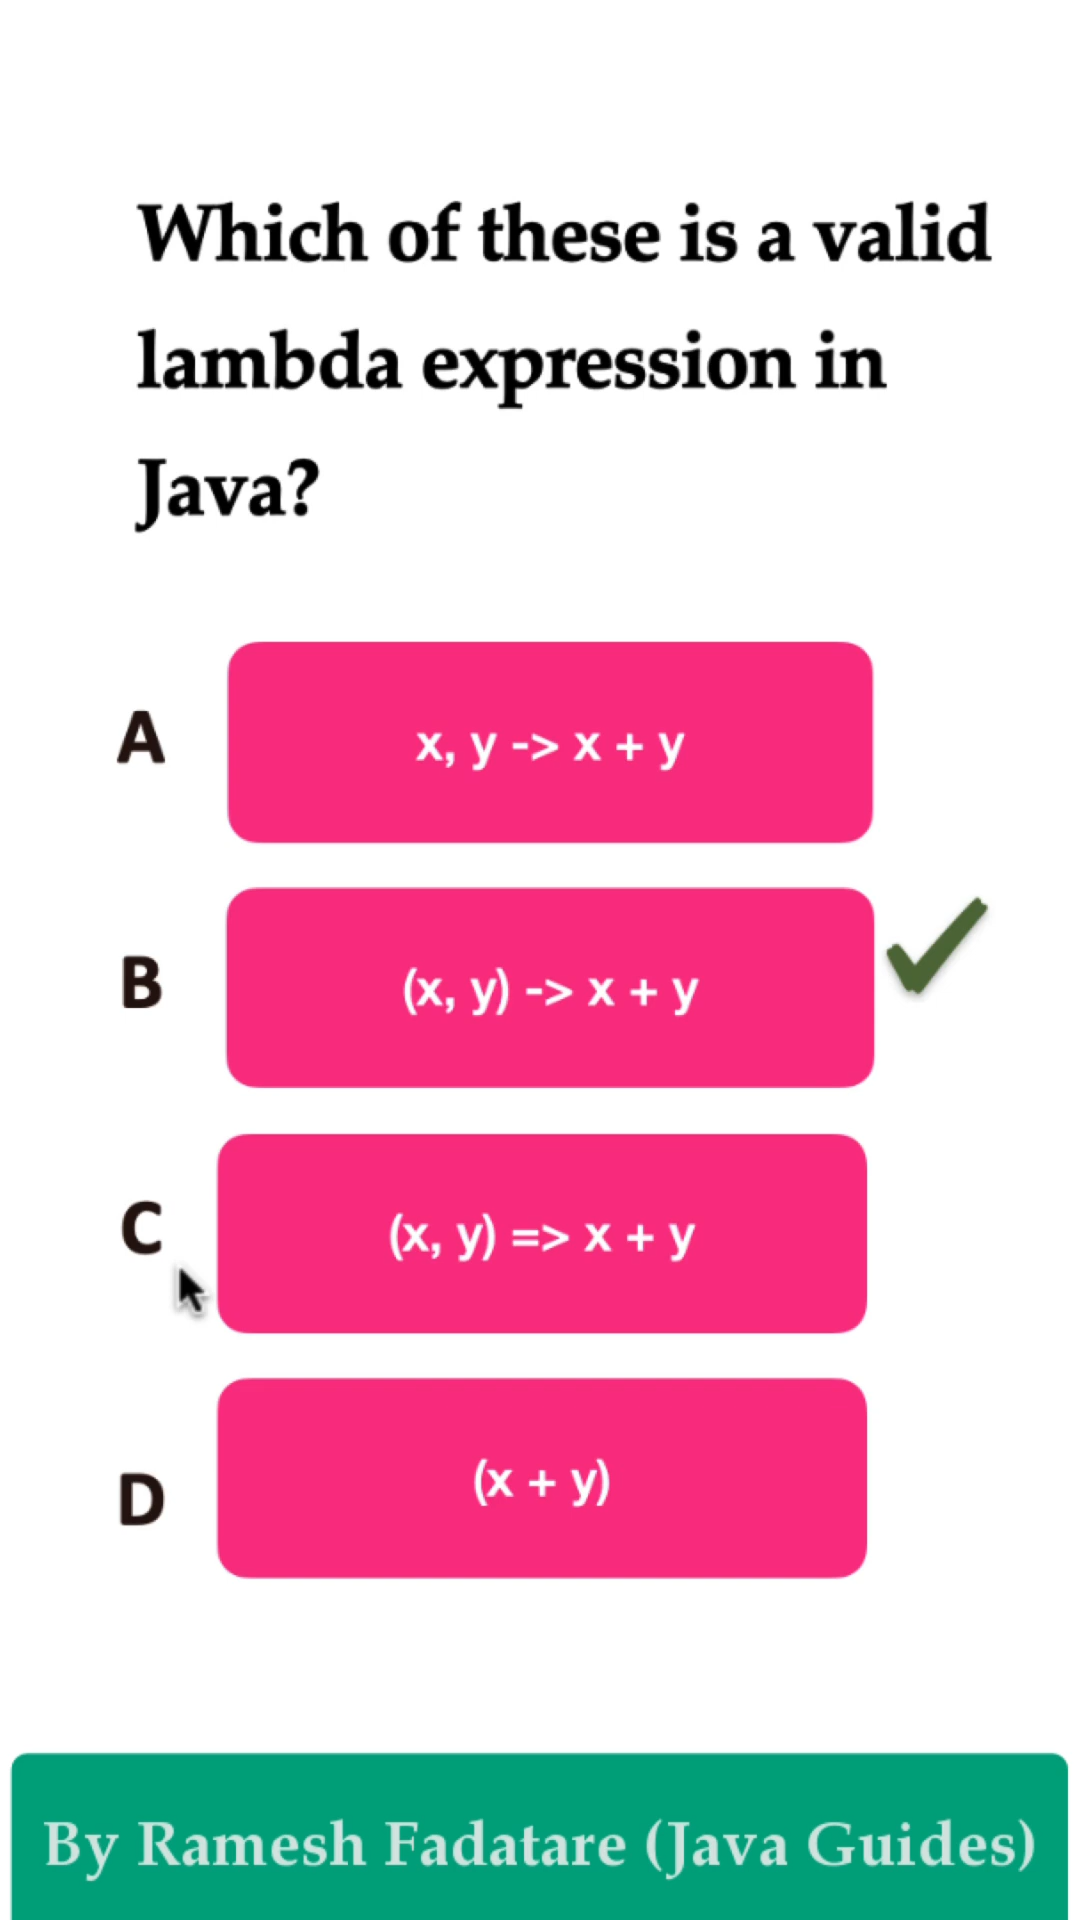 Which of these is a valid
lambda expression in
Java?
A
x, y -> x + y
B
(x, y) -> x + y
C
(x, y) => x + y
D
(x + y)
By Ramesh Fadatare (Java Guides)